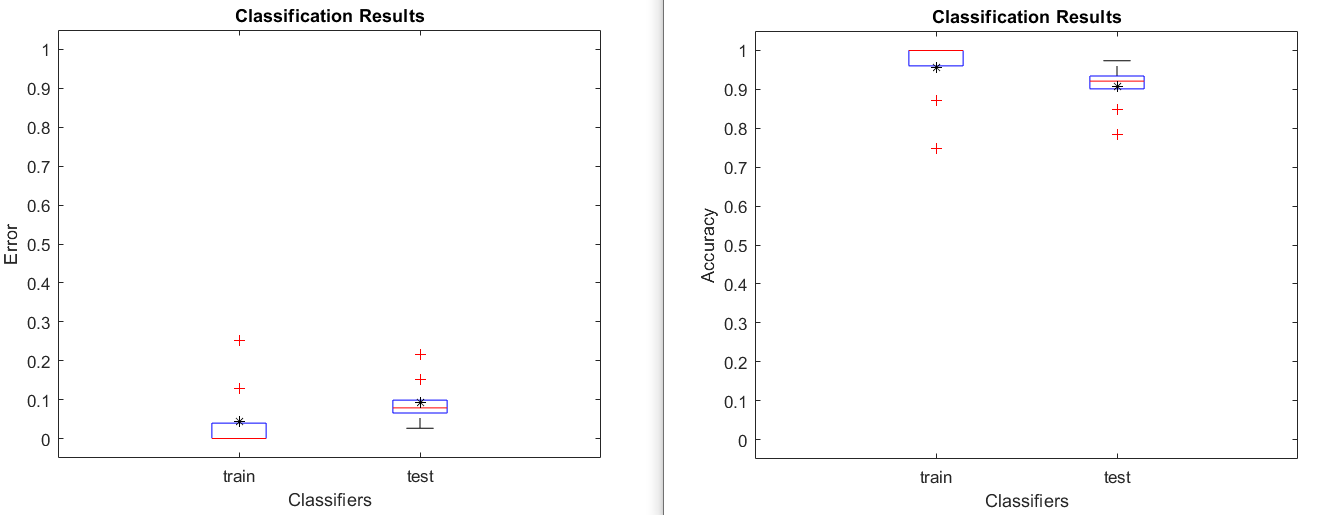 Classification Results
1
0.9
0.8
0.7
0.6
0.5
0.4
0.3
0.2
0.1
0
Error
train
test
Classifiers
Classification Results
1
0.9
0.8
0.7
0.6
0.5
0.4
0.3
0.2
0.1
0
Accuracy
train
test
Classifiers